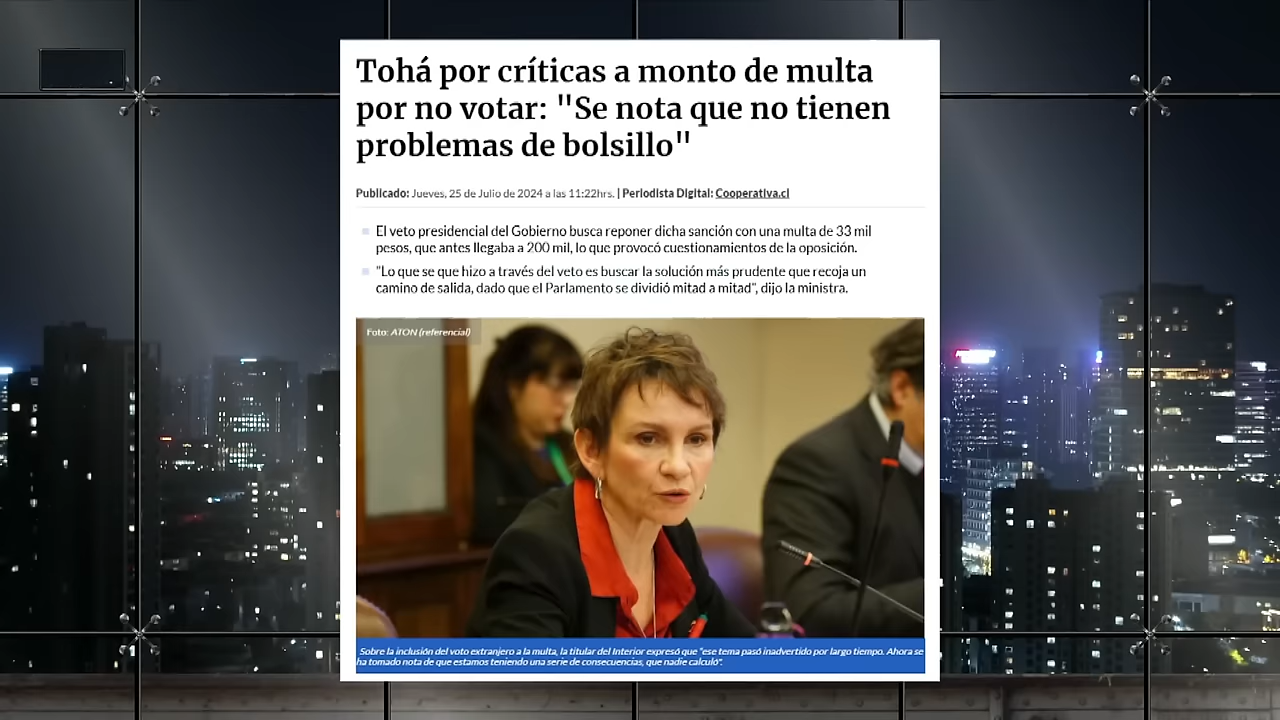 Tohá por críticas a monto de multa
por no votar: "Se nota que no tienen
problemas de bolsillo"
Publicado: Jueves, 25 de Julio de 2024 a las 11:22hrs. | Periodista Digital: Cooperativa.cl
El veto presidencial del Gobierno busca reponer dicha sanción con una multa de 33 mil
pesos, que antes llegaba a 200 mil, lo que provocó cuestionamientos de la oposición.
"Lo que se que hizo a través del veto es buscar la solución más prudente que recoja un
camino de salida, dado que el Parlamento se dividió mitad a mitad", dijo la ministra.
Foto: ATON (referencial)
Sobre la inclusión del voto extranjero a la multa, la titular del Interior expresó que "ese tema pasó inadvertido por largo tiempo. Ahora se
ha tomado nota de que estamos teniendo una serie de consecuencias, que nadie calculó".